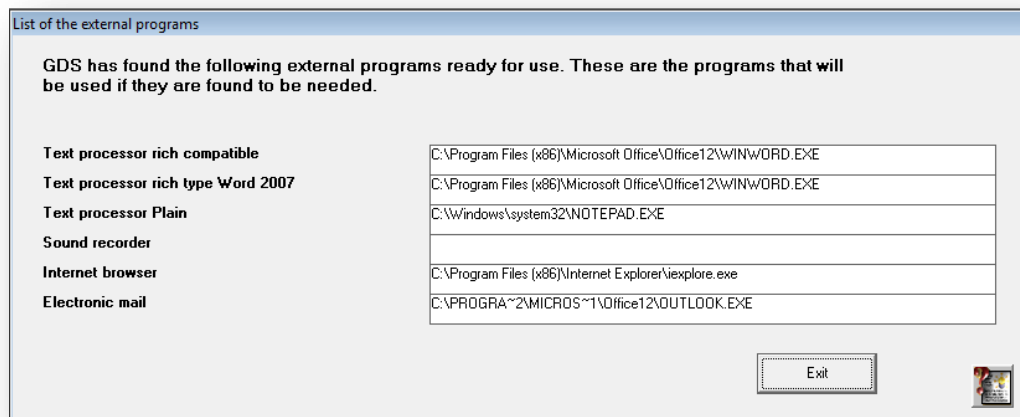 List of the external programs
GDS has found the following external programs ready for use. These are the programs that will
be used if they are found to be needed.
Text processor rich compatible C:\Program Files (x86)\Microsoft Office\Office12\WINWORD.EXE
Text processor rich type Word 2007 C:\Program Files (x86)\Microsoft Office\Office12\WINWORD.EXE
Text processor Plain C:\Windows\system32\NOTEPAD.EXE
Sound recorder
Internet browser C:\Program Files (x86)\Internet Explorer\iexplore.exe
Electronic mail C:\PROGRA~2\MICROS~1\Office12\OUTLOOK.EXE
Exit